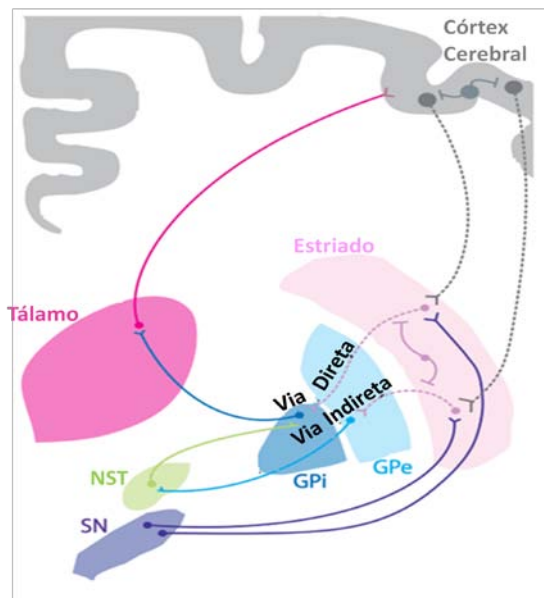 Córtex
Cerebral
Estriado
Tálamo
Via Direta
Via Indireta
NST
GPi
GPe
SN